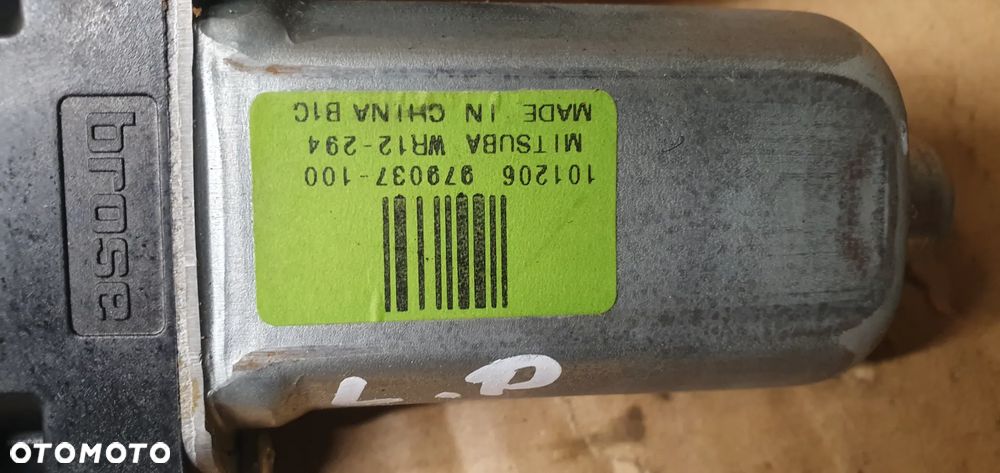 brose
101206 979037-100
MITSUBA WR12-294
MADE IN CHINA B1C
L.P
OTOMOTO